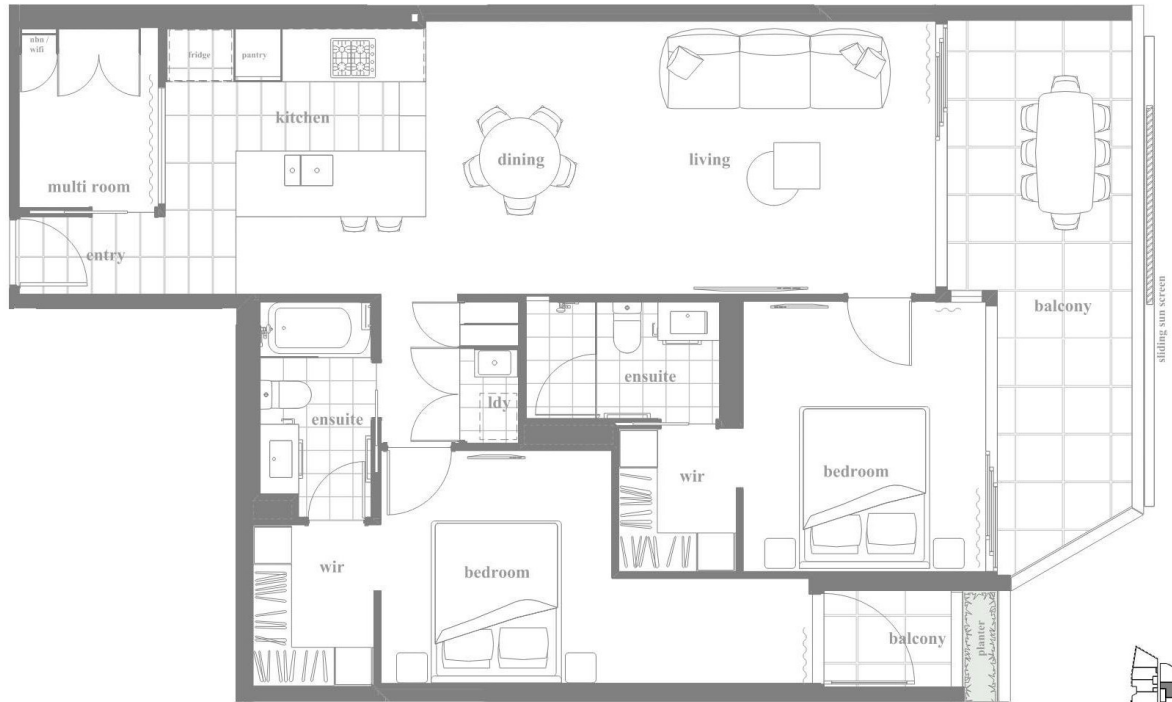 nbn /
wifi
fridge
pantry
kitchen
multi room
dining
living
entry
balcony
sliding sun screen
ensuite
ldy
ensuite
wir
bedroom
wir
bedroom
balcony
planter